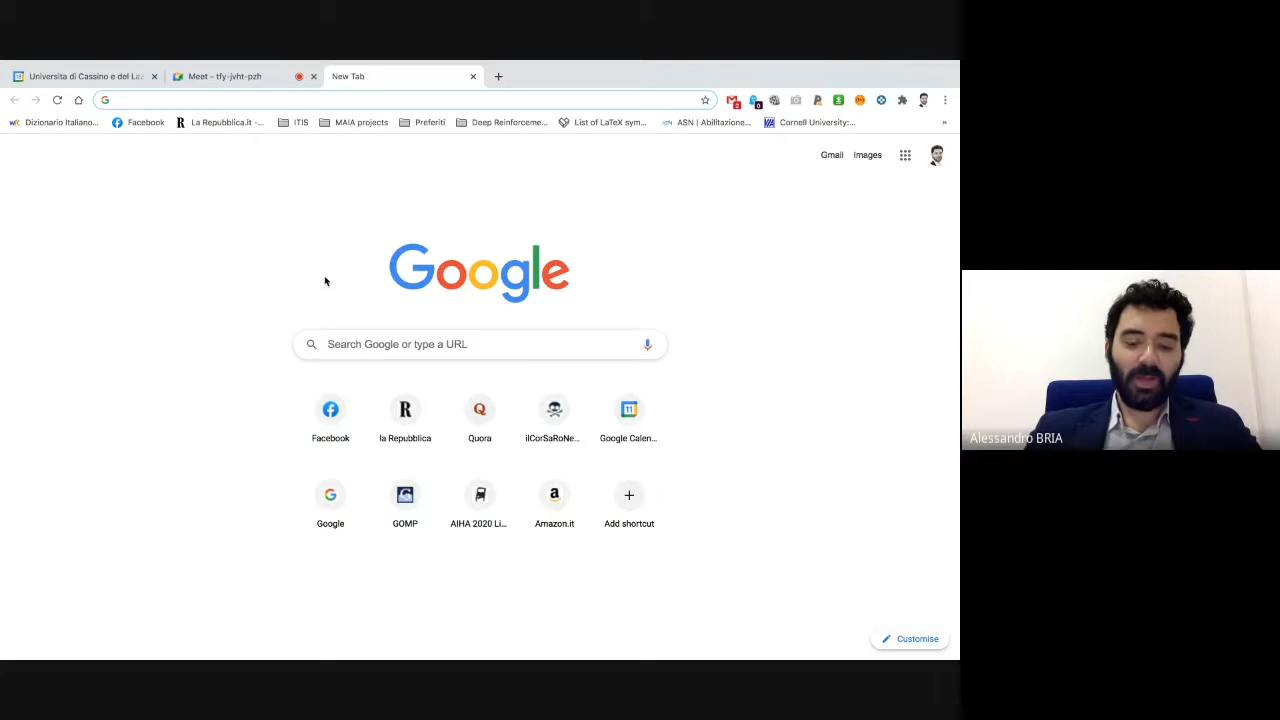 Universita di Cassino e del Laz
Meet – tfy-jvht-pzh
New Tab
Dizionario Italiano...
Facebook
La Repubblica.it -...
ITIS
MAIA projects
Preferiti
Deep Reinforceme...
List of LaTeX sym...
ASN | Abilitazione...
Cornell University:...
»
Gmail
Images
Google
Search Google or type a URL
Facebook
la Repubblica
Quora
ilCorSaRoNe...
Google Calen...
Google
GOMP
AIHA 2020 Li...
Amazon.it
Add shortcut
Customise
Alessandro BRIA